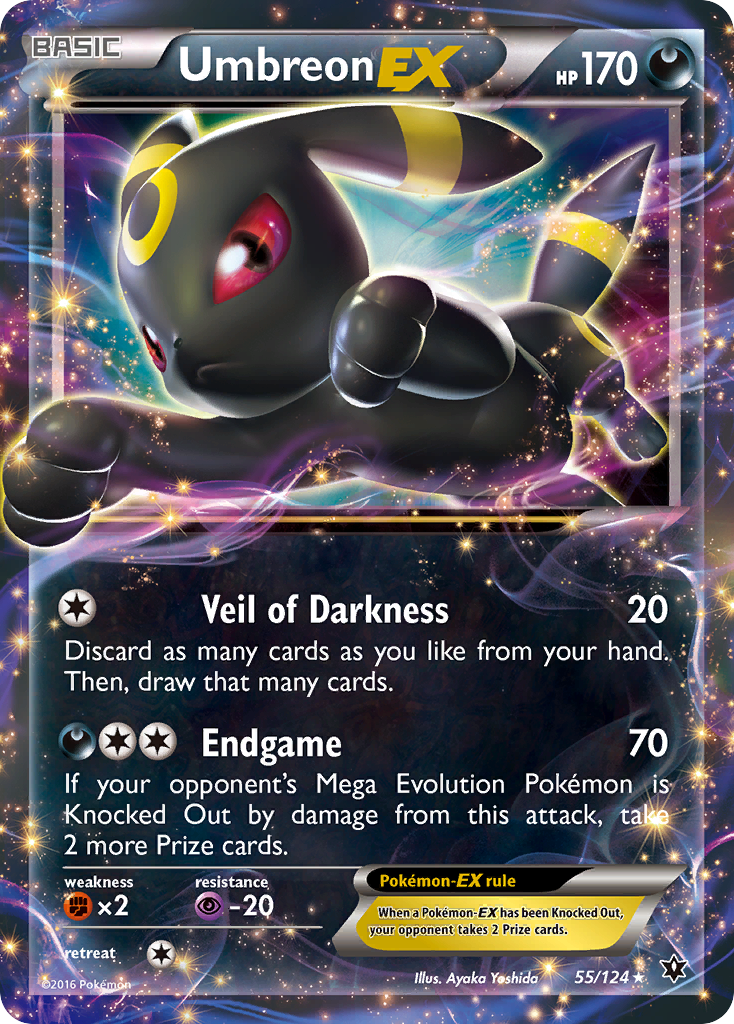 BASIC
Umbreon EX
HP 170
Veil of Darkness 20
Discard as many cards as you like from your hand.
Then, draw that many cards.
Endgame 70
If your opponent's Mega Evolution Pokémon is
Knocked Out by damage from this attack, take
2 more Prize cards.
weakness resistance
×2 -20
retreat
Pokémon-EX rule
When a Pokémon-EX has been Knocked Out,
your opponent takes 2 Prize cards.
©2016 Pokémon
Illus. Ayaka Yoshida
55/124 ★